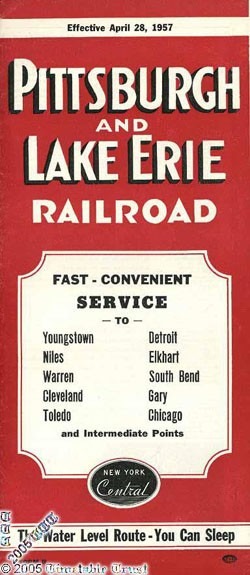 Effective April 28, 1957
PITTSBURGH
AND
LAKE ERIE
RAILROAD
FAST - CONVENIENT
SERVICE
— TO —
Youngstown Detroit
Niles Elkhart
Warren South Bend
Cleveland Gary
Toledo Chicago
and Intermediate Points
NEW YORK
Central
The Water Level Route - You Can Sleep
© 2005 Timetable Trust